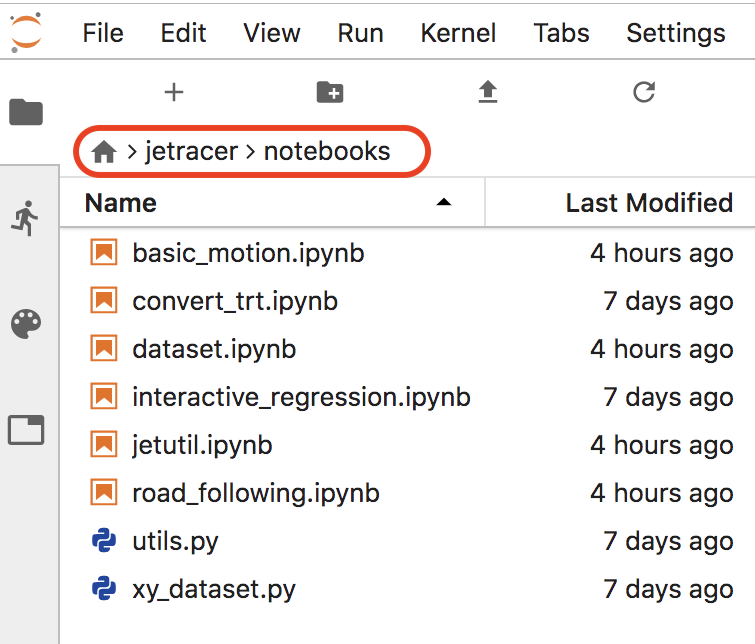 File Edit View Run Kernel Tabs Settings
jetracer > notebooks
Name Last Modified
basic_motion.ipynb 4 hours ago
convert_trt.ipynb 7 days ago
dataset.ipynb 4 hours ago
interactive_regression.ipynb 7 days ago
jetutil.ipynb 4 hours ago
road_following.ipynb 4 hours ago
utils.py 7 days ago
xy_dataset.py 7 days ago